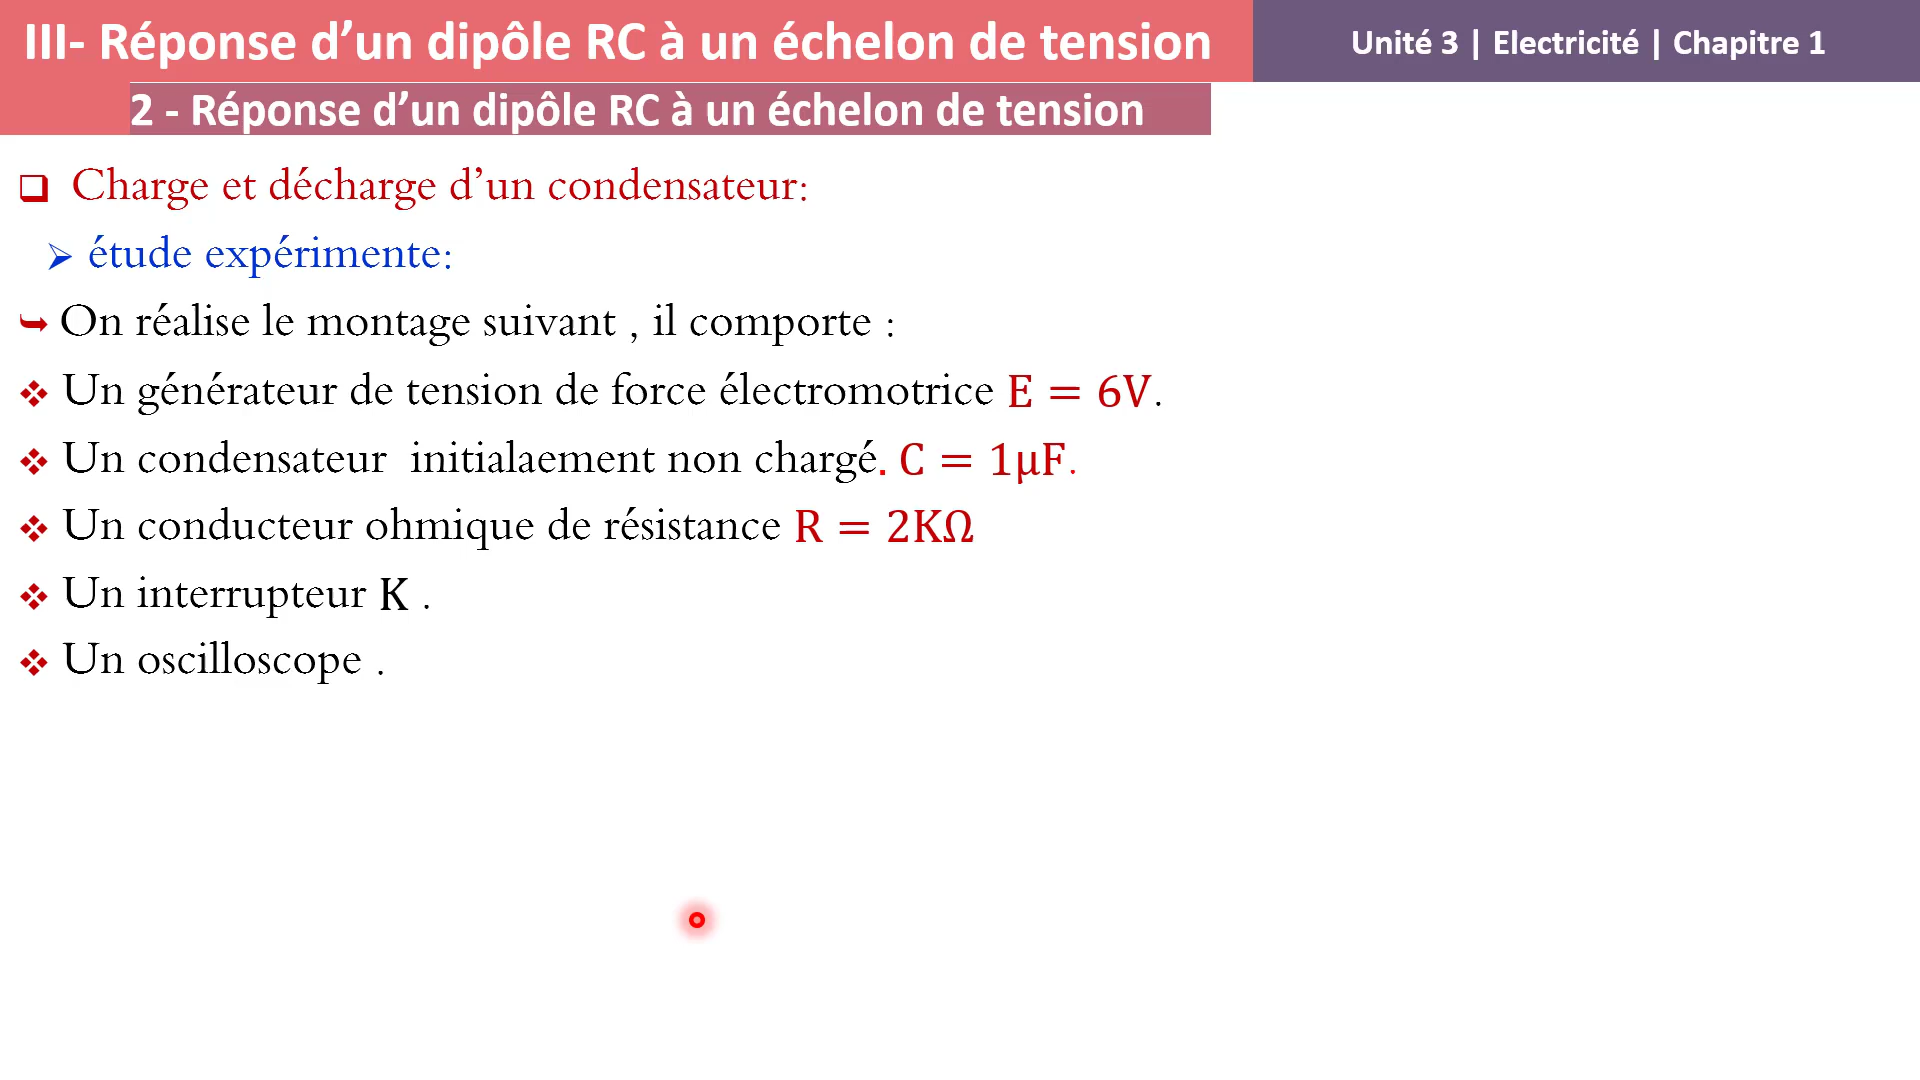 III- Réponse d’un dipôle RC à un échelon de tension
Unité 3 | Electricité | Chapitre 1
2 - Réponse d’un dipôle RC à un échelon de tension
Charge et décharge d’un condensateur:
étude expérimente:
On réalise le montage suivant , il comporte :
Un générateur de tension de force électromotrice E = 6V.
Un condensateur initialaement non chargé. C = 1μF.
Un conducteur ohmique de résistance R = 2KΩ
Un interrupteur K .
Un oscilloscope .